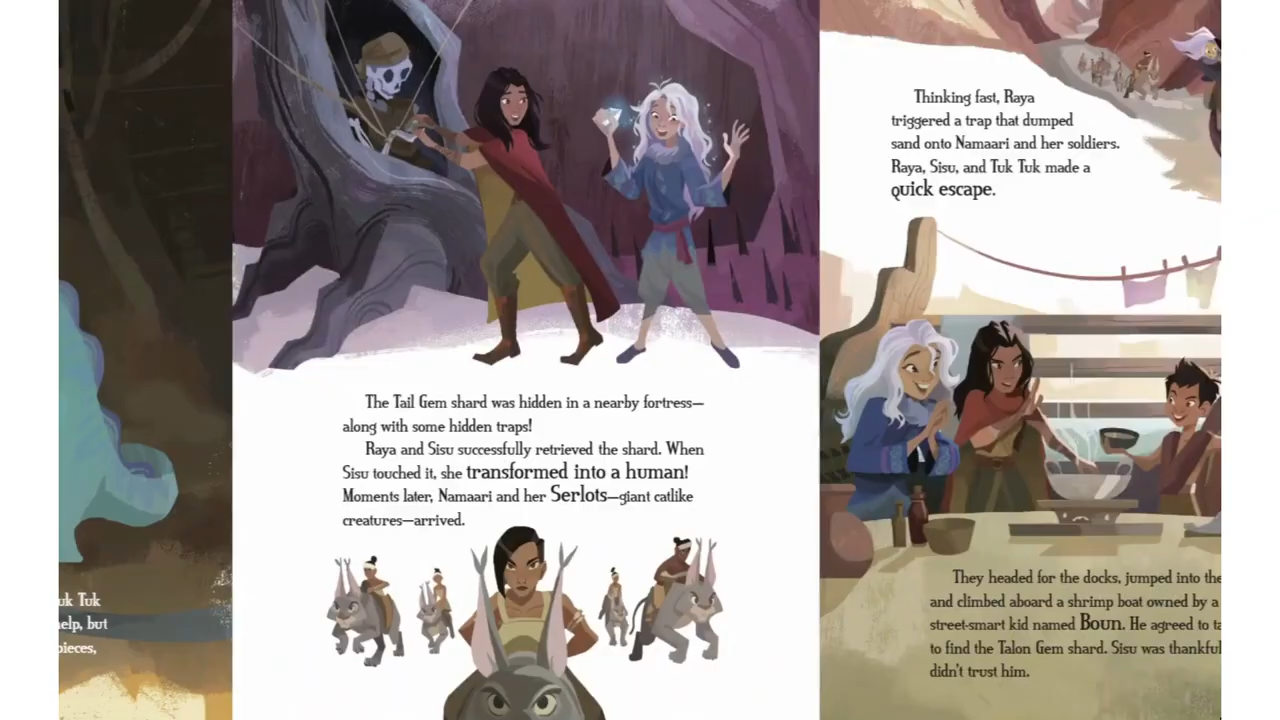 uk Tuk
help, but
pieces,
The Tail Gem shard was hidden in a nearby fortress—
along with some hidden traps!
Raya and Sisu successfully retrieved the shard. When
Sisu touched it, she transformed into a human!
Moments later, Namaari and her Serlots—giant catlike
creatures—arrived.
Thinking fast, Raya
triggered a trap that dumped
sand onto Namaari and her soldiers.
Raya, Sisu, and Tuk Tuk made a
quick escape.
They headed for the docks, jumped into the
and climbed aboard a shrimp boat owned by a
street-smart kid named Boun. He agreed to ta
to find the Talon Gem shard. Sisu was thankful
didn't trust him.